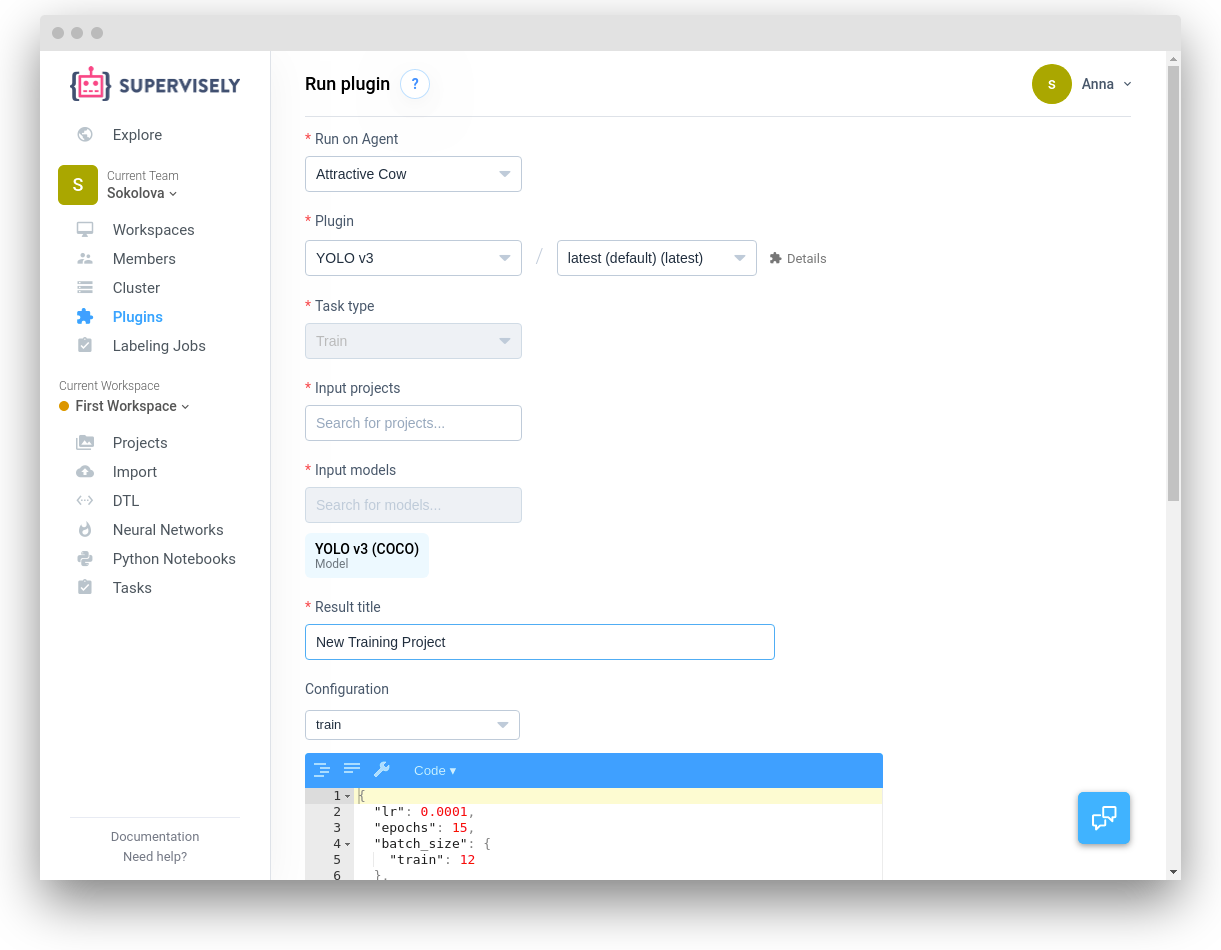 SUPERVISELY
Explore
S
Current Team
Sokolova
Workspaces
Members
Cluster
Plugins
Labeling Jobs
Current Workspace
First Workspace
Projects
Import
DTL
Neural Networks
Python Notebooks
Tasks
Documentation
Need help?
Run plugin ?
S Anna
* Run on Agent
Attractive Cow
* Plugin
YOLO v3 / latest (default) (latest) Details
* Task type
Train
* Input projects
Search for projects...
* Input models
Search for models...
YOLO v3 (COCO)
Model
* Result title
New Training Project
Configuration
train
Code ▾
1 {
2 "lr": 0.0001,
3 "epochs": 15,
4 "batch_size": {
5 "train": 12
6 },